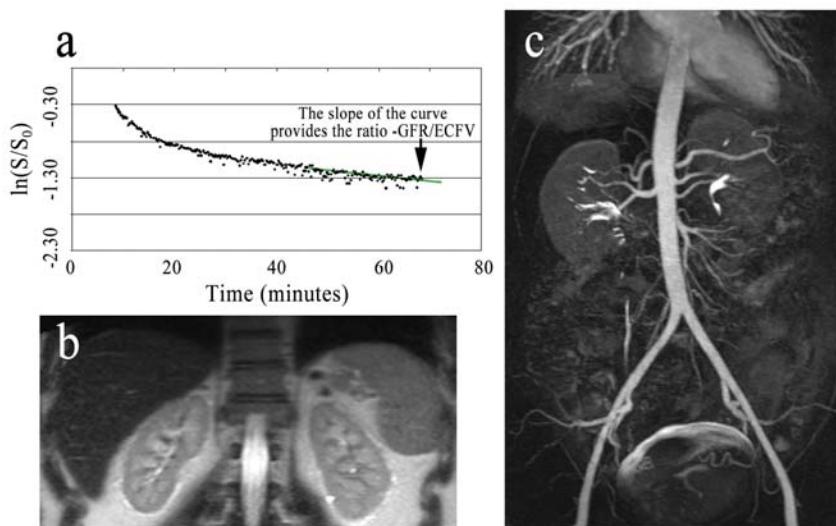 a
-0.30
-1.30
-2.30
ln(S/S₀)
The slope of the curve
provides the ratio -GFR/ECFV
0
20
40
60
80
Time (minutes)
b
c